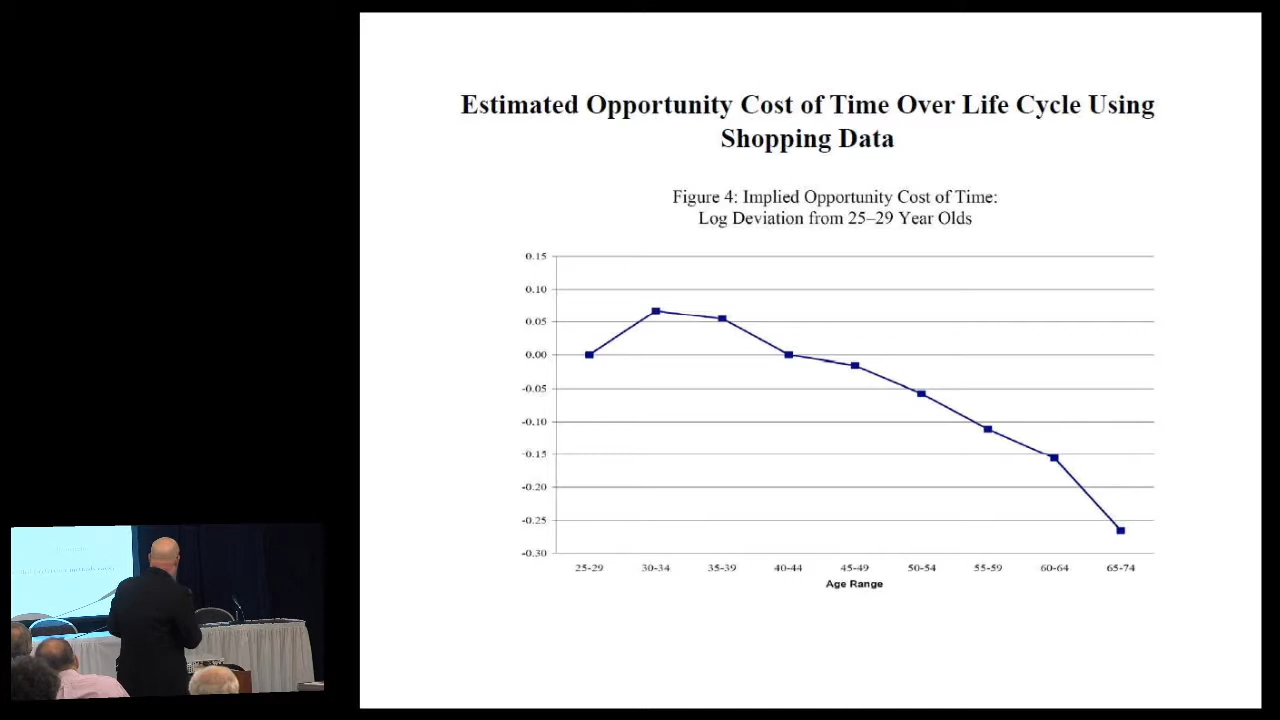 Estimated Opportunity Cost of Time Over Life Cycle Using
Shopping Data
Figure 4: Implied Opportunity Cost of Time:
Log Deviation from 25–29 Year Olds
0.15
0.10
0.05
0.00
-0.05
-0.10
-0.15
-0.20
-0.25
-0.30
25-29 30-34 35-39 40-44 45-49 50-54 55-59 60-64 65-74
Age Range